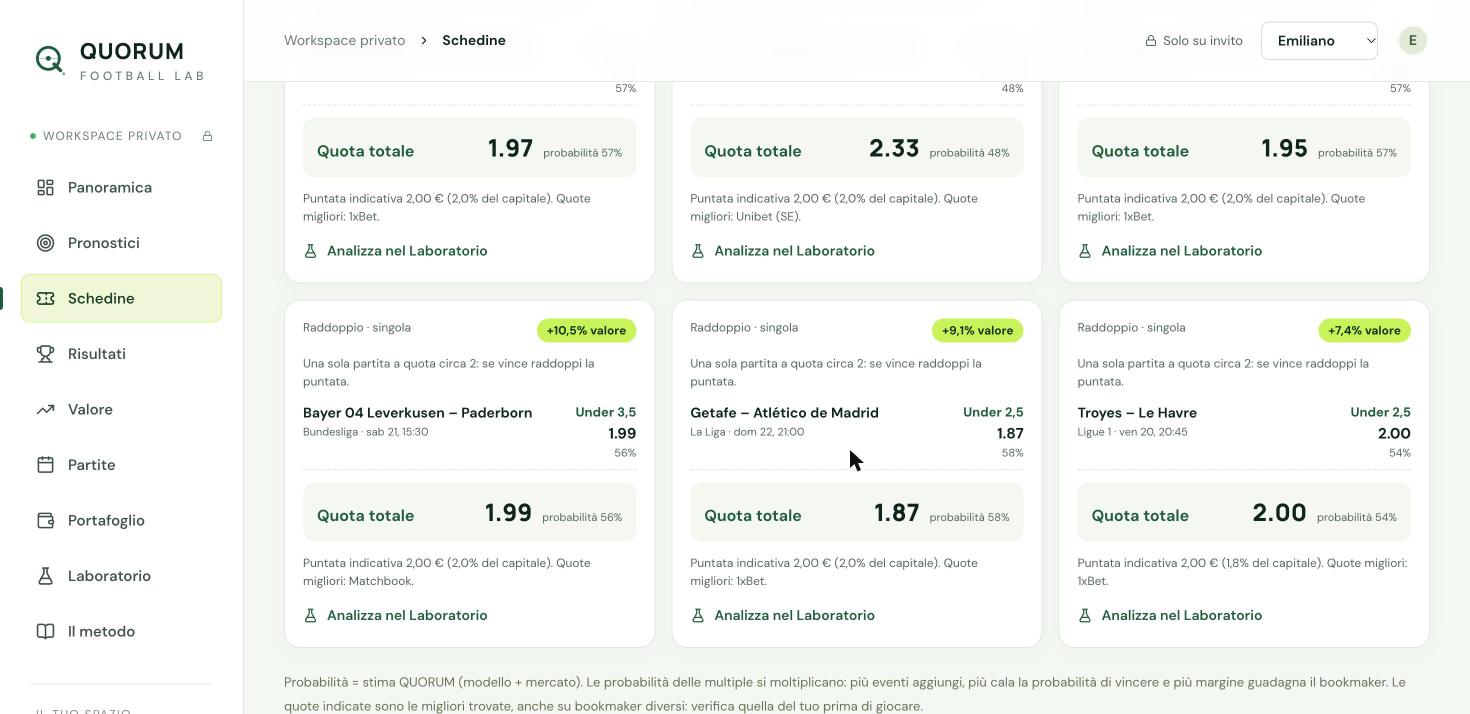 QUORUM
FOOTBALL LAB
WORKSPACE PRIVATO
Panoramica
Pronostici
Schedine
Risultati
Valore
Partite
Portafoglio
Laboratorio
Il metodo
IL TUO SPAZIO
Workspace privato > Schedine
Solo su invito
Emiliano
E
57%
Quota totale 1.97 probabilità 57%
Puntata indicativa 2,00 € (2,0% del capitale). Quote
migliori: 1xBet.
Analizza nel Laboratorio
48%
Quota totale 2.33 probabilità 48%
Puntata indicativa 2,00 € (2,0% del capitale). Quote
migliori: Unibet (SE).
Analizza nel Laboratorio
57%
Quota totale 1.95 probabilità 57%
Puntata indicativa 2,00 € (2,0% del capitale). Quote
migliori: 1xBet.
Analizza nel Laboratorio
Raddoppio · singola +10,5% valore
Una sola partita a quota circa 2: se vince raddoppi la
puntata.
Bayer 04 Leverkusen – Paderborn Under 3,5
Bundesliga · sab 21, 15:30 1.99
56%
Quota totale 1.99 probabilità 56%
Puntata indicativa 2,00 € (2,0% del capitale). Quote
migliori: Matchbook.
Analizza nel Laboratorio
Raddoppio · singola +9,1% valore
Una sola partita a quota circa 2: se vince raddoppi la
puntata.
Getafe – Atlético de Madrid Under 2,5
La Liga · dom 22, 21:00 1.87
58%
Quota totale 1.87 probabilità 58%
Puntata indicativa 2,00 € (2,0% del capitale). Quote
migliori: 1xBet.
Analizza nel Laboratorio
Raddoppio · singola +7,4% valore
Una sola partita a quota circa 2: se vince raddoppi la
puntata.
Troyes – Le Havre Under 2,5
Ligue 1 · ven 20, 20:45 2.00
54%
Quota totale 2.00 probabilità 54%
Puntata indicativa 2,00 € (1,8% del capitale). Quote migliori:
1xBet.
Analizza nel Laboratorio
Probabilità = stima QUORUM (modello + mercato). Le probabilità delle multiple si moltiplicano: più eventi aggiungi, più cala la probabilità di vincere e più margine guadagna il bookmaker. Le
quote indicate sono le migliori trovate, anche su bookmaker diversi: verifica quella del tuo prima di giocare.